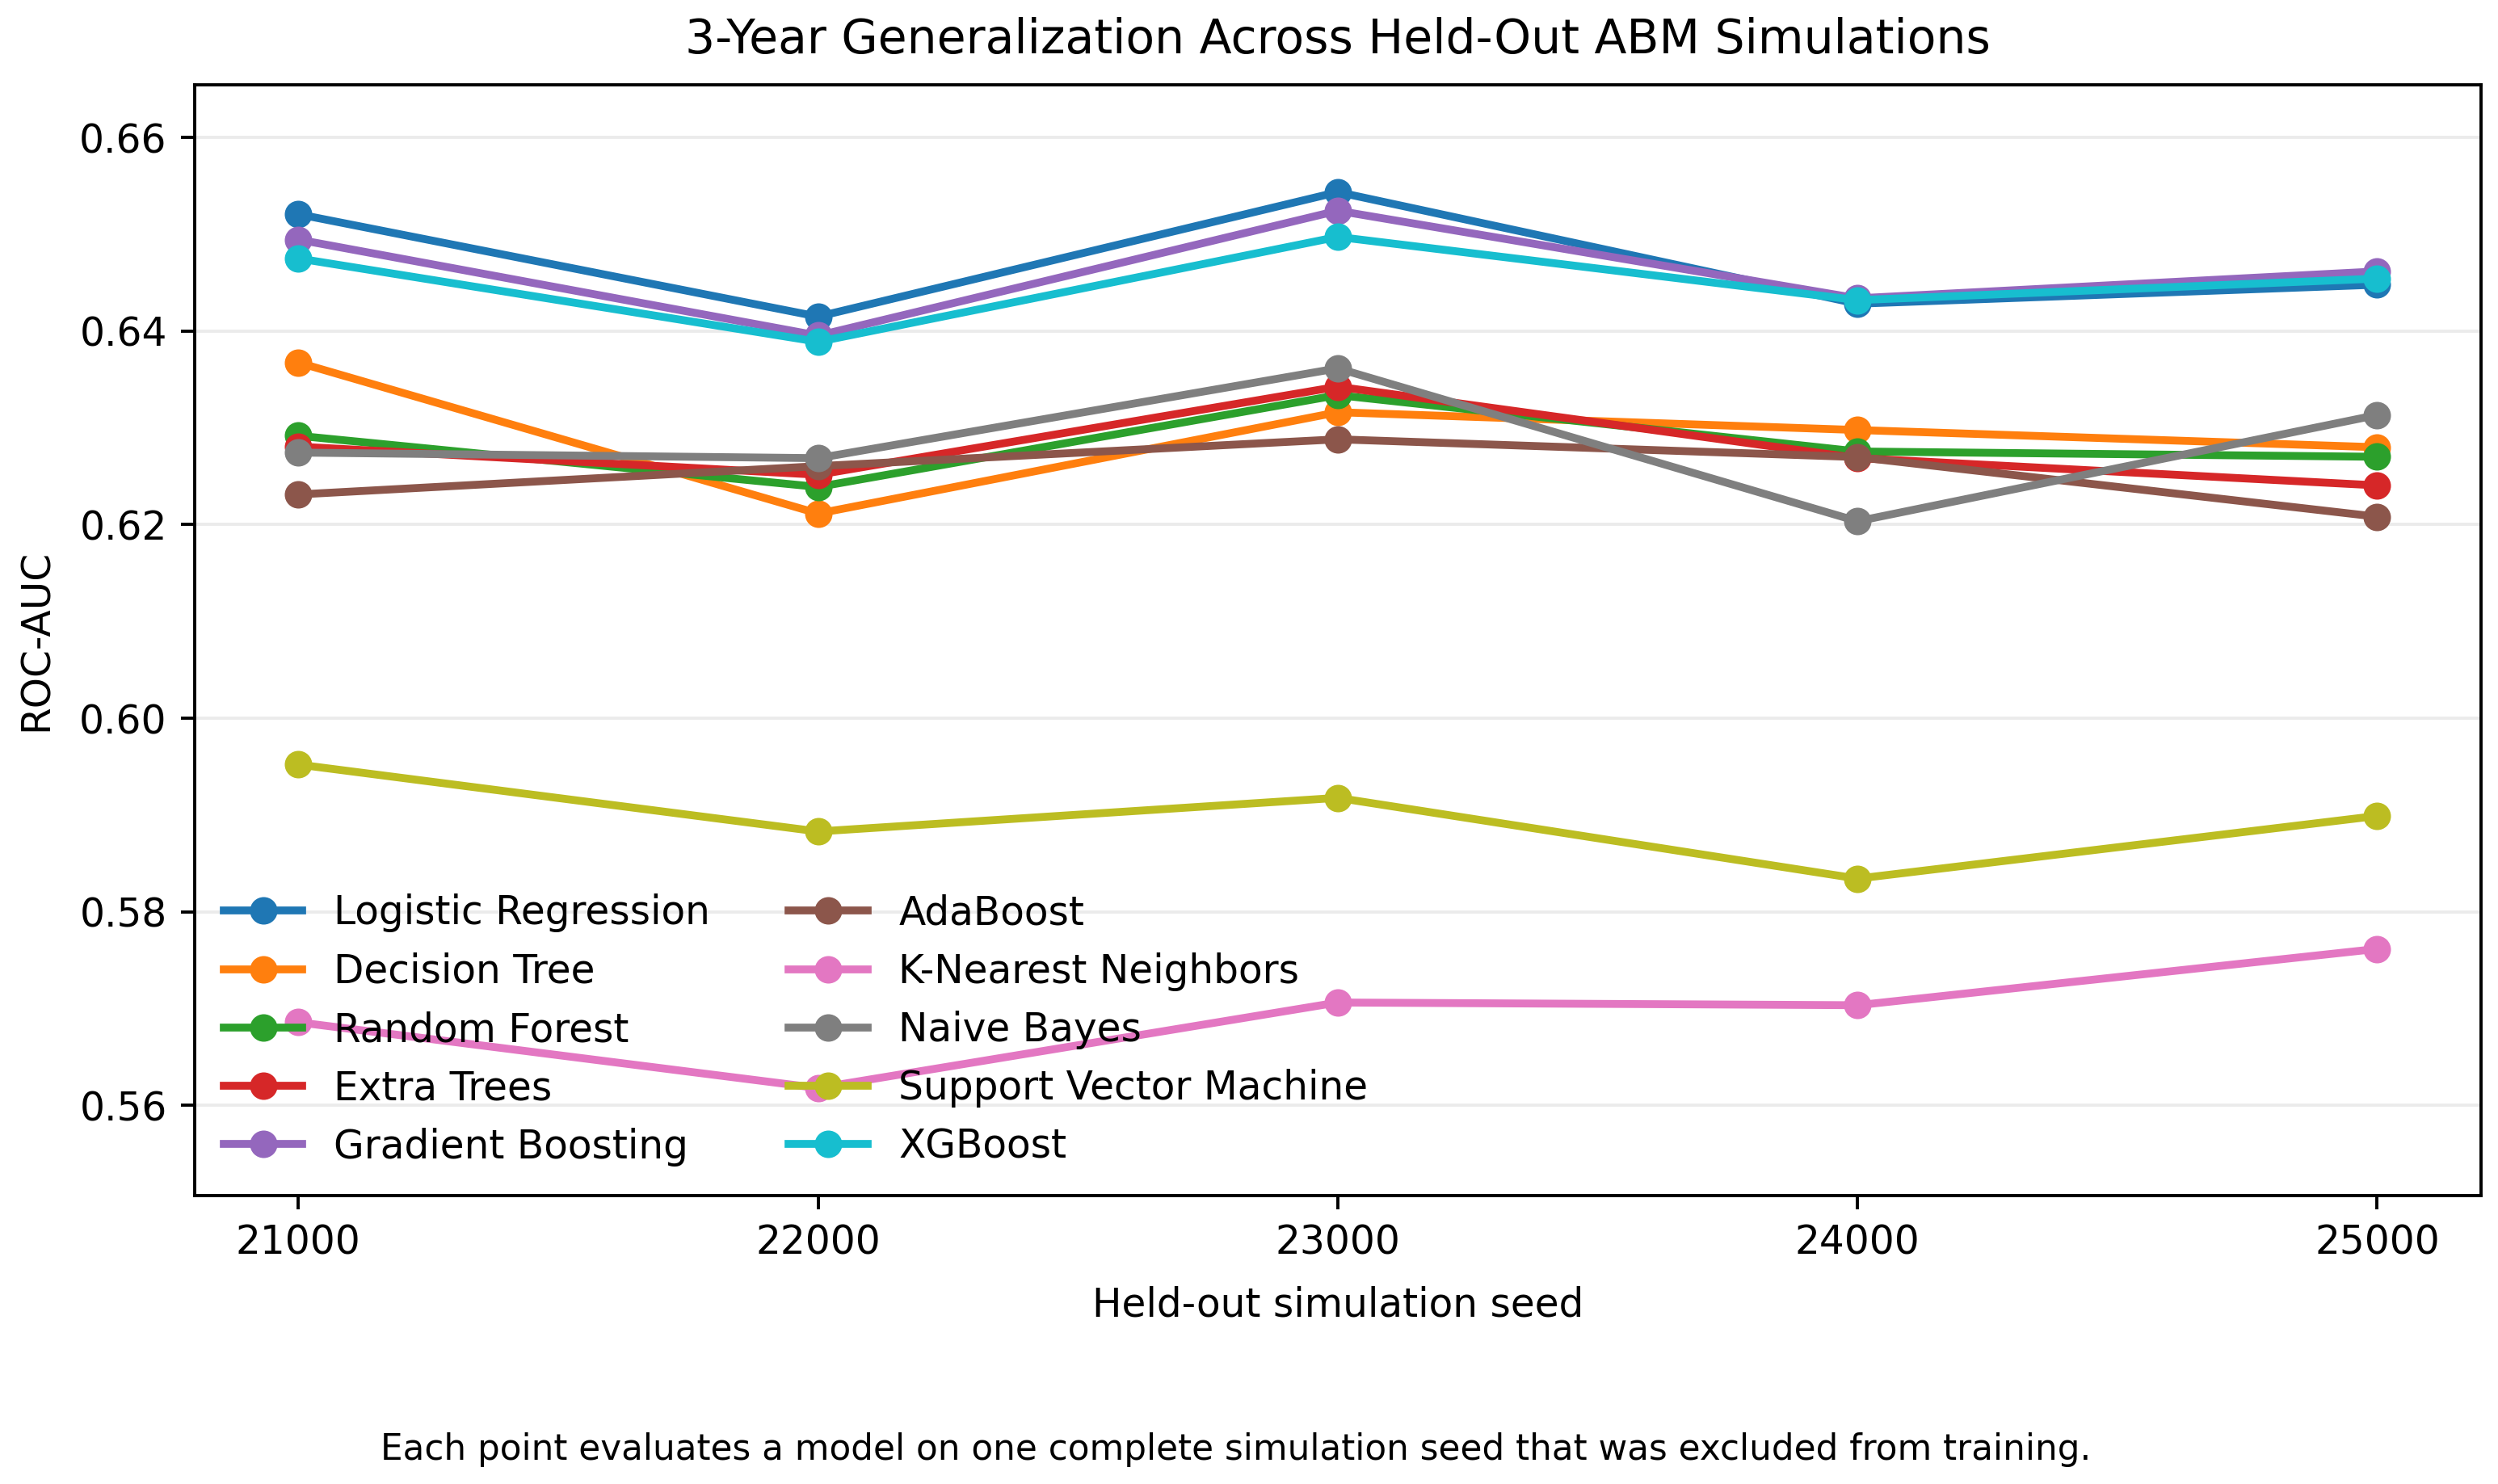 3-Year Generalization Across Held-Out ABM Simulations
ROC-AUC
0.66
0.64
0.62
0.60
0.58
0.56
Logistic Regression
Decision Tree
Random Forest
Extra Trees
Gradient Boosting
AdaBoost
K-Nearest Neighbors
Naive Bayes
Support Vector Machine
XGBoost
21000 22000 23000 24000 25000
Held-out simulation seed
Each point evaluates a model on one complete simulation seed that was excluded from training.